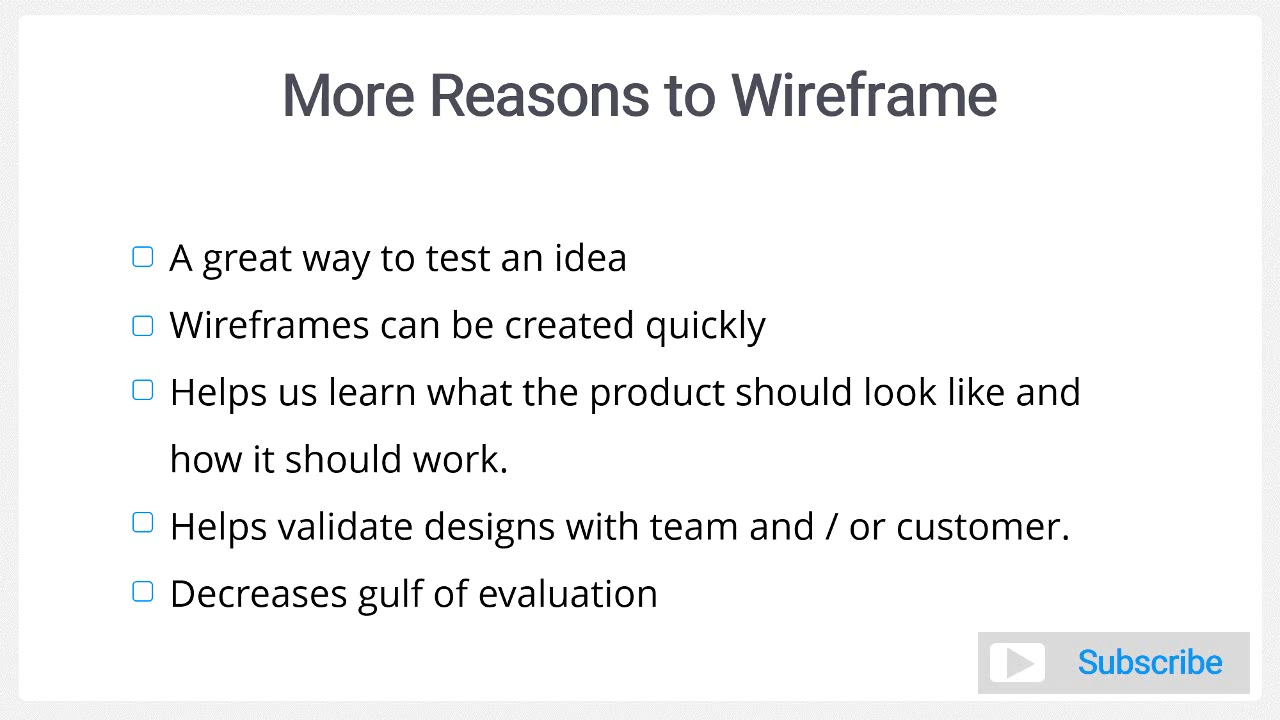 More Reasons to Wireframe
A great way to test an idea
Wireframes can be created quickly
Helps us learn what the product should look like and
how it should work.
Helps validate designs with team and / or customer.
Decreases gulf of evaluation
Subscribe